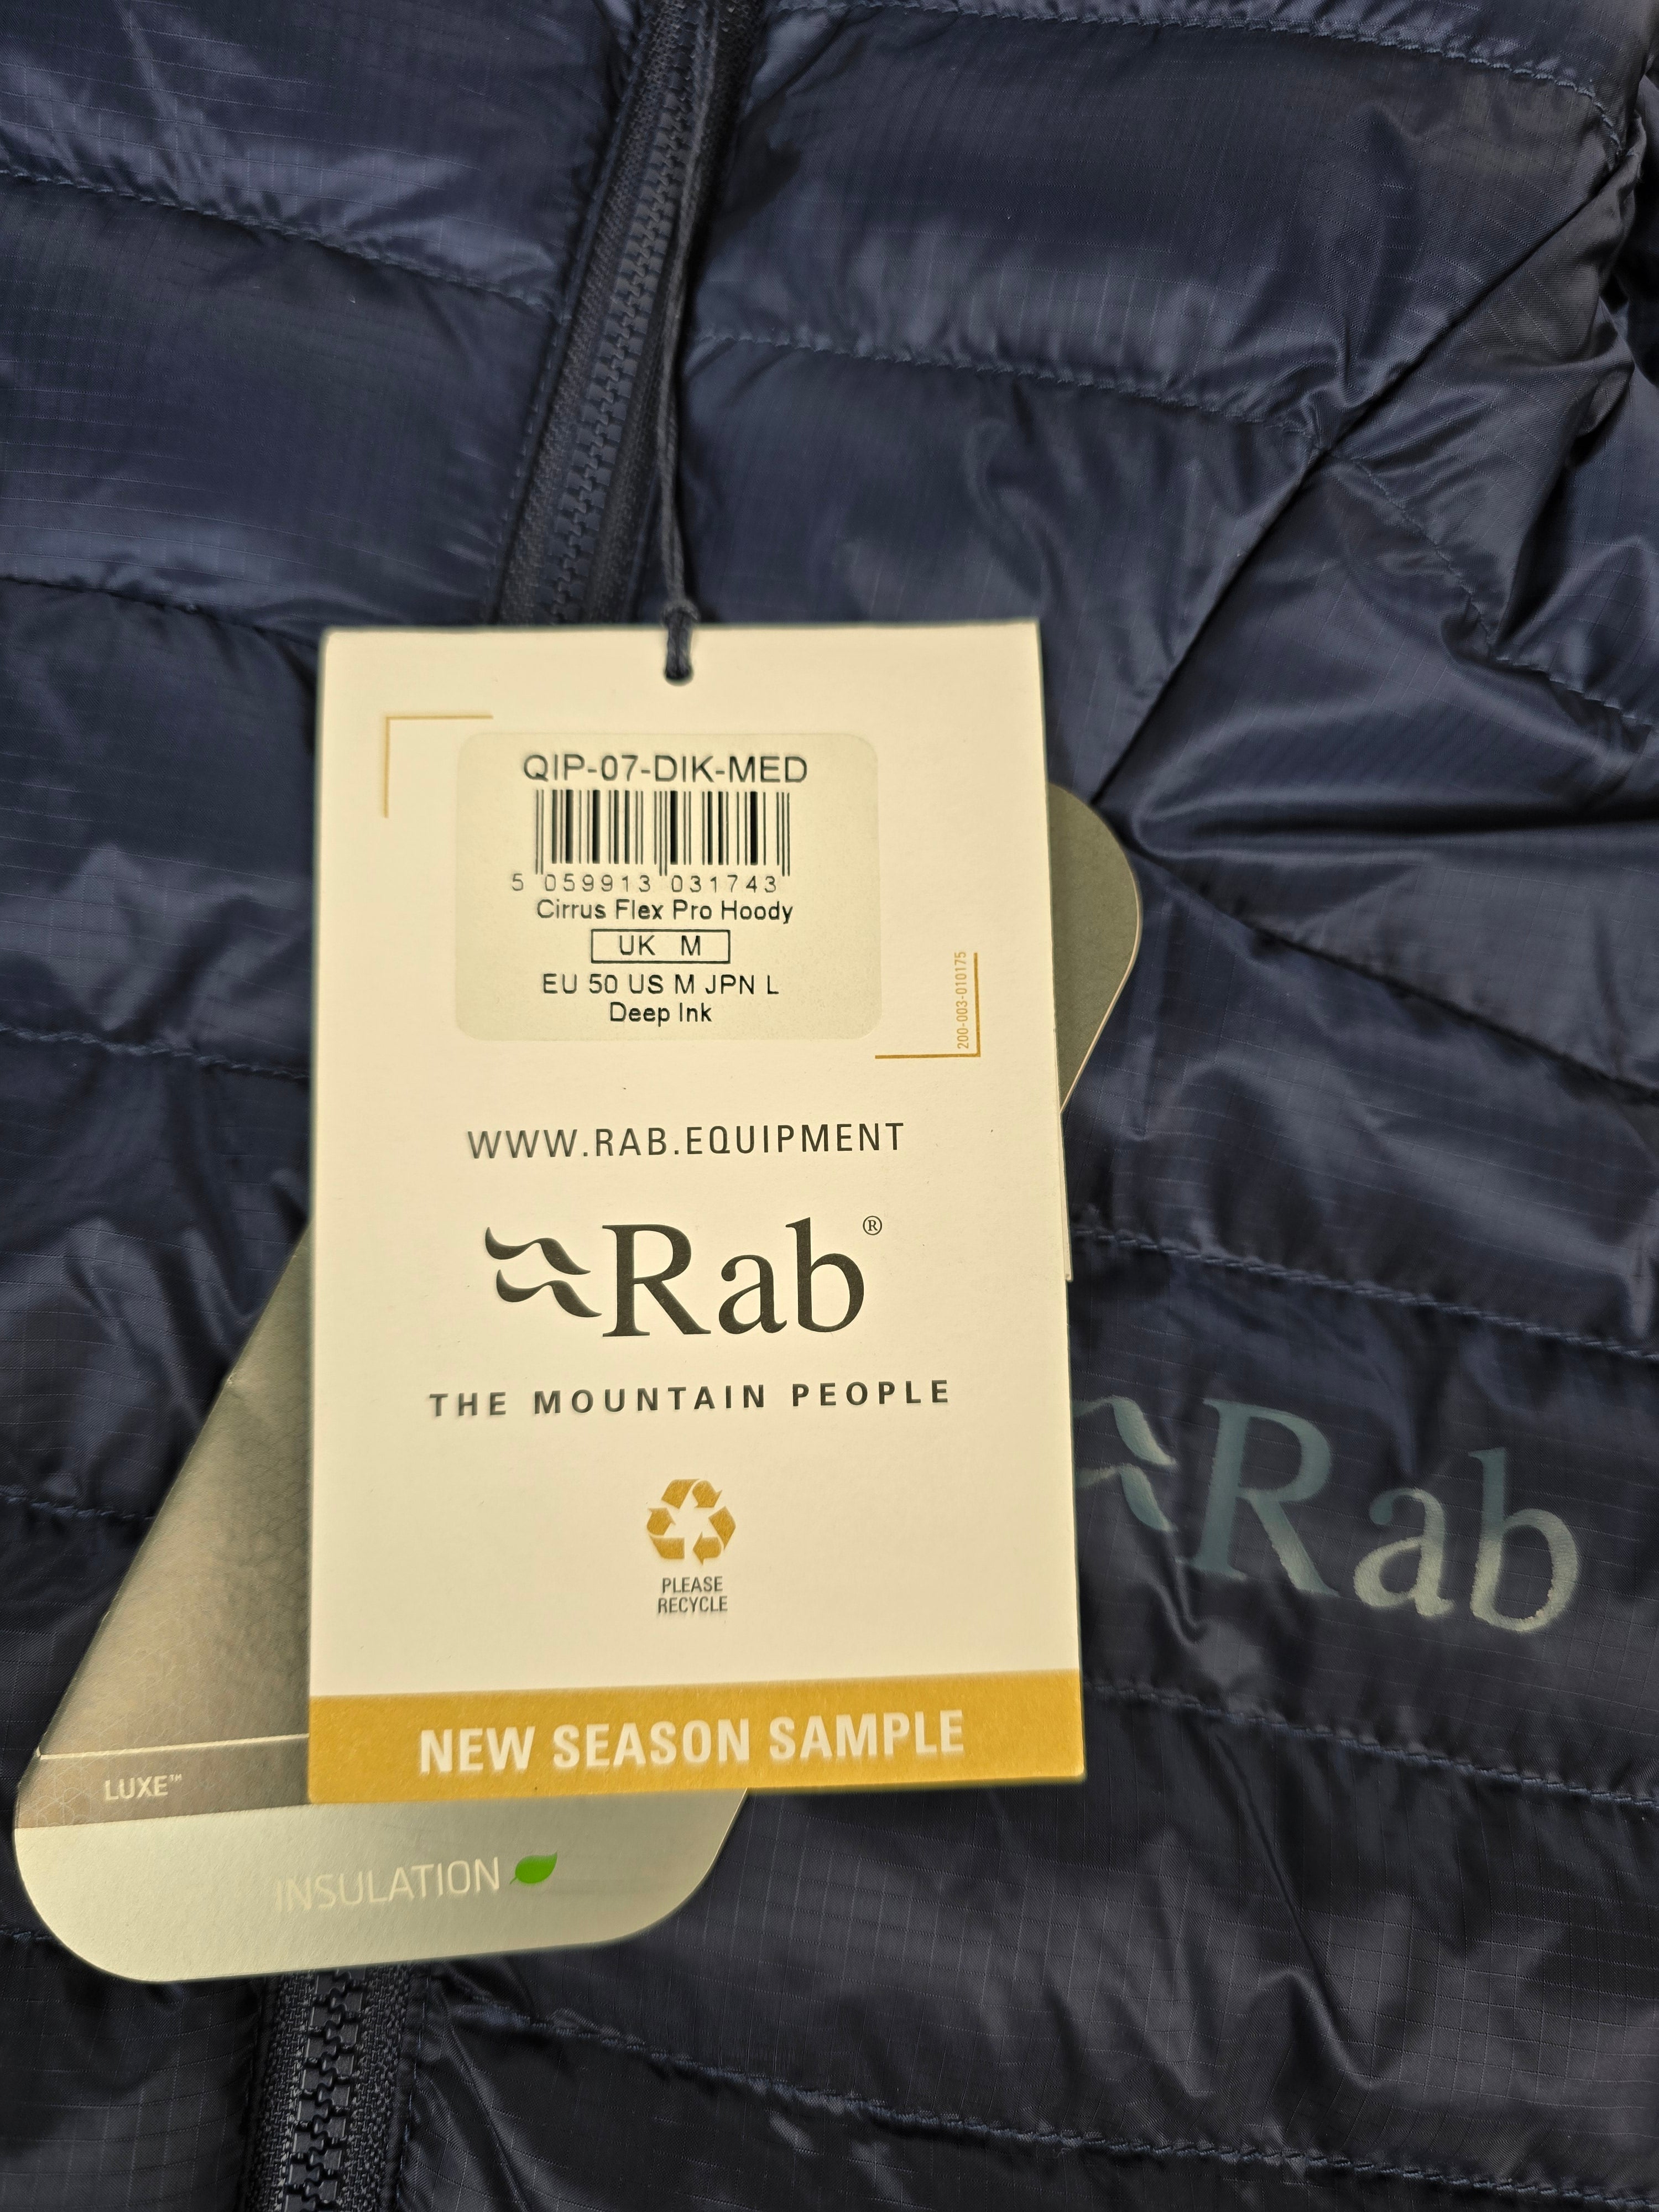 QIP-07-DIK-MED
5 059913 031743
Cirrus Flex Pro Hoody
UK M
EU 50 US M JPN L
Deep Ink
200-003-010175
WWW.RAB.EQUIPMENT
Rab®
THE MOUNTAIN PEOPLE
PLEASE
RECYCLE
NEW SEASON SAMPLE
Rab
LUXE™
INSULATION